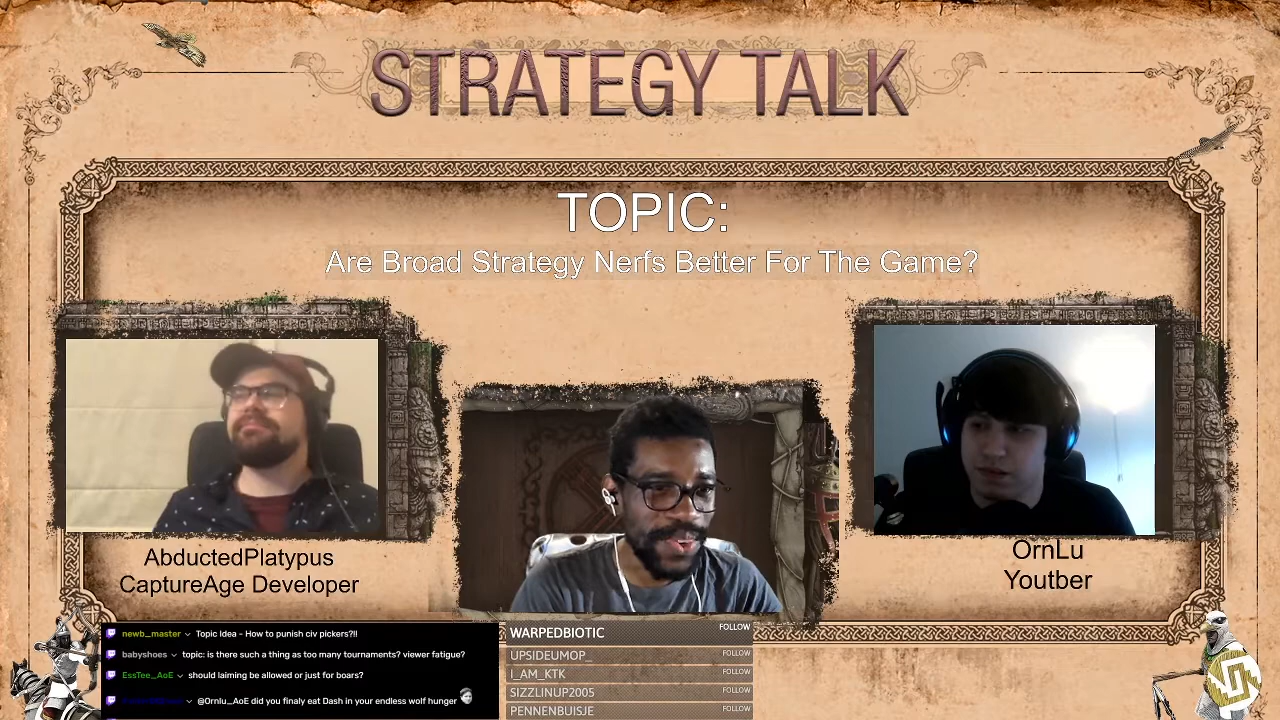 STRATEGY TALK
TOPIC:
Are Broad Strategy Nerfs Better For The Game?
AbductedPlatypus
CaptureAge Developer
OrnLu
Youtber
newb_master Topic Idea - How to punish civ pickers?!!
babyshoes topic: is there such a thing as too many tournaments? viewer fatigue?
EssTee_AoE should laiming be allowed or just for boars?
@Ornlu_AoE did you finaly eat Dash in your endless wolf hunger
WARPEDBIOTIC FOLLOW
UPSIDEUMOP_ FOLLOW
I_AM_KTK FOLLOW
SIZZLINUP2005 FOLLOW
PENNENBUISJE FOLLOW